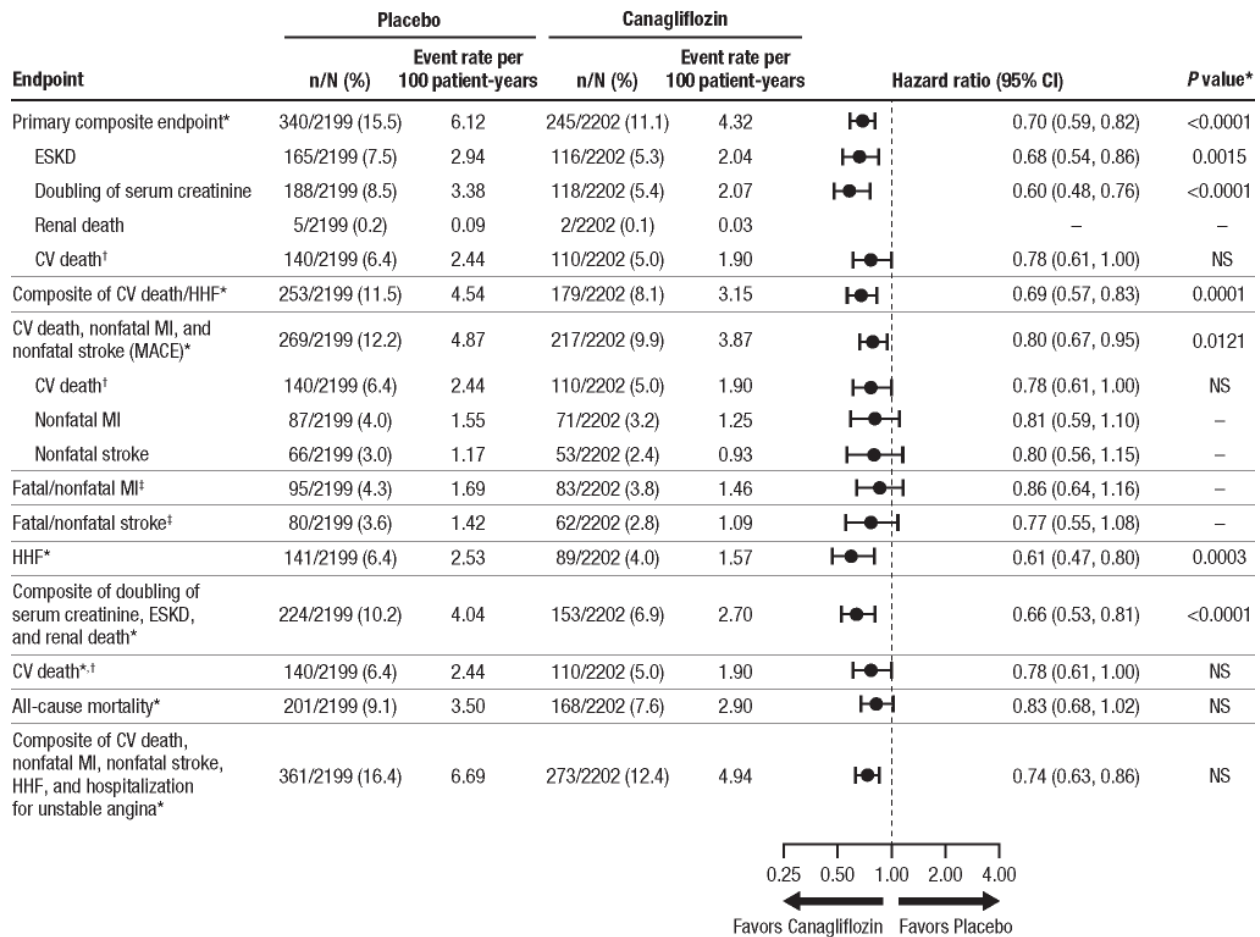 Placebo Canagliflozin
Endpoint n/N (%) Event rate per 100 patient-years n/N (%) Event rate per 100 patient-years Hazard ratio (95% CI) P value*
Primary composite endpoint* 340/2199 (15.5) 6.12 245/2202 (11.1) 4.32 0.70 (0.59, 0.82) <0.0001
ESKD 165/2199 (7.5) 2.94 116/2202 (5.3) 2.04 0.68 (0.54, 0.86) 0.0015
Doubling of serum creatinine 188/2199 (8.5) 3.38 118/2202 (5.4) 2.07 0.60 (0.48, 0.76) <0.0001
Renal death 5/2199 (0.2) 0.09 2/2202 (0.1) 0.03 – –
CV death† 140/2199 (6.4) 2.44 110/2202 (5.0) 1.90 0.78 (0.61, 1.00) NS
Composite of CV death/HHF* 253/2199 (11.5) 4.54 179/2202 (8.1) 3.15 0.69 (0.57, 0.83) 0.0001
CV death, nonfatal MI, and
nonfatal stroke (MACE)* 269/2199 (12.2) 4.87 217/2202 (9.9) 3.87 0.80 (0.67, 0.95) 0.0121
CV death† 140/2199 (6.4) 2.44 110/2202 (5.0) 1.90 0.78 (0.61, 1.00) NS
Nonfatal MI 87/2199 (4.0) 1.55 71/2202 (3.2) 1.25 0.81 (0.59, 1.10) –
Nonfatal stroke 66/2199 (3.0) 1.17 53/2202 (2.4) 0.93 0.80 (0.56, 1.15) –
Fatal/nonfatal MI‡ 95/2199 (4.3) 1.69 83/2202 (3.8) 1.46 0.86 (0.64, 1.16) –
Fatal/nonfatal stroke‡ 80/2199 (3.6) 1.42 62/2202 (2.8) 1.09 0.77 (0.55, 1.08) –
HHF* 141/2199 (6.4) 2.53 89/2202 (4.0) 1.57 0.61 (0.47, 0.80) 0.0003
Composite of doubling of
serum creatinine, ESKD, 224/2199 (10.2) 4.04 153/2202 (6.9) 2.70 0.66 (0.53, 0.81) <0.0001
and renal death*
CV death*,† 140/2199 (6.4) 2.44 110/2202 (5.0) 1.90 0.78 (0.61, 1.00) NS
All-cause mortality* 201/2199 (9.1) 3.50 168/2202 (7.6) 2.90 0.83 (0.68, 1.02) NS
Composite of CV death,
nonfatal MI, nonfatal stroke,
HHF, and hospitalization 361/2199 (16.4) 6.69 273/2202 (12.4) 4.94 0.74 (0.63, 0.86) NS
for unstable angina*
0.25 0.50 1.00 2.00 4.00
Favors Canagliflozin Favors Placebo